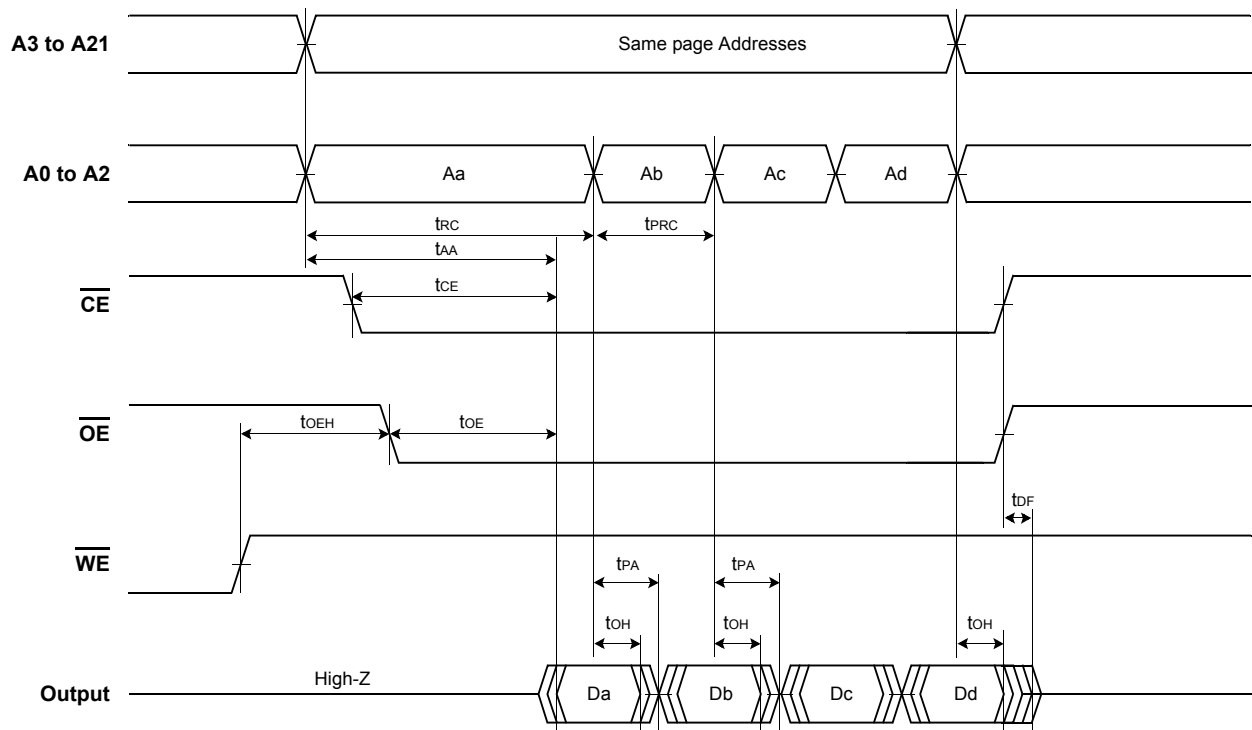 A3 to A21
Same page Addresses
A0 to A2
Aa
Ab
Ac
Ad
tRC
tPRC
tAA
CE
tCE
OE
tOEH
tOE
tDF
WE
tPA
tPA
tOH
tOH
tOH
Output
High-Z
Da
Db
Dc
Dd